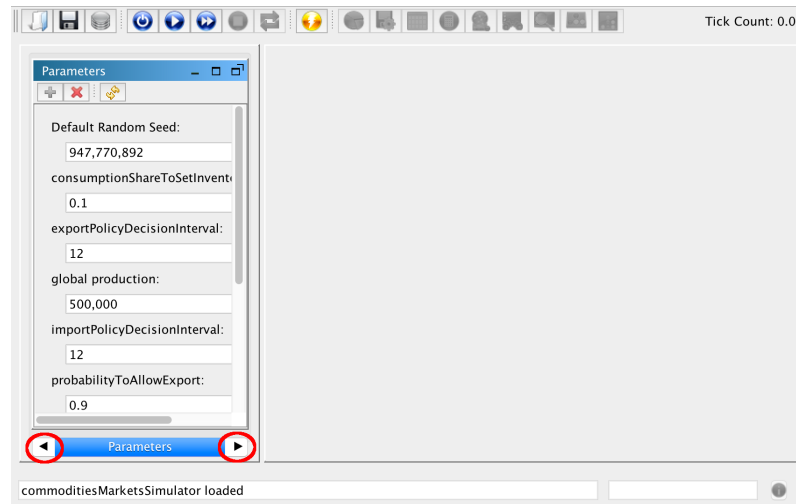 Tick Count: 0.0
Parameters
Default Random Seed:
947,770,892
consumptionShareToSetInvento
0.1
exportPolicyDecisionInterval:
12
global production:
500,000
importPolicyDecisionInterval:
12
probabilityToAllowExport:
0.9
Parameters
commoditiesMarketsSimulator loaded